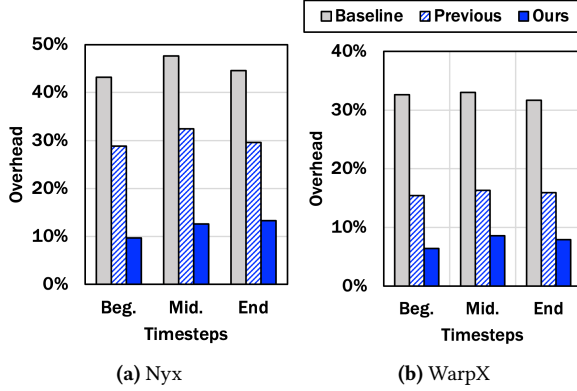 Baseline Previous Ours
50%
40%
30%
20%
10%
0%
Overhead
Beg. Mid. End
Timesteps
(a) Nyx
40%
30%
20%
10%
0%
Overhead
Beg. Mid. End
Timesteps
(b) WarpX